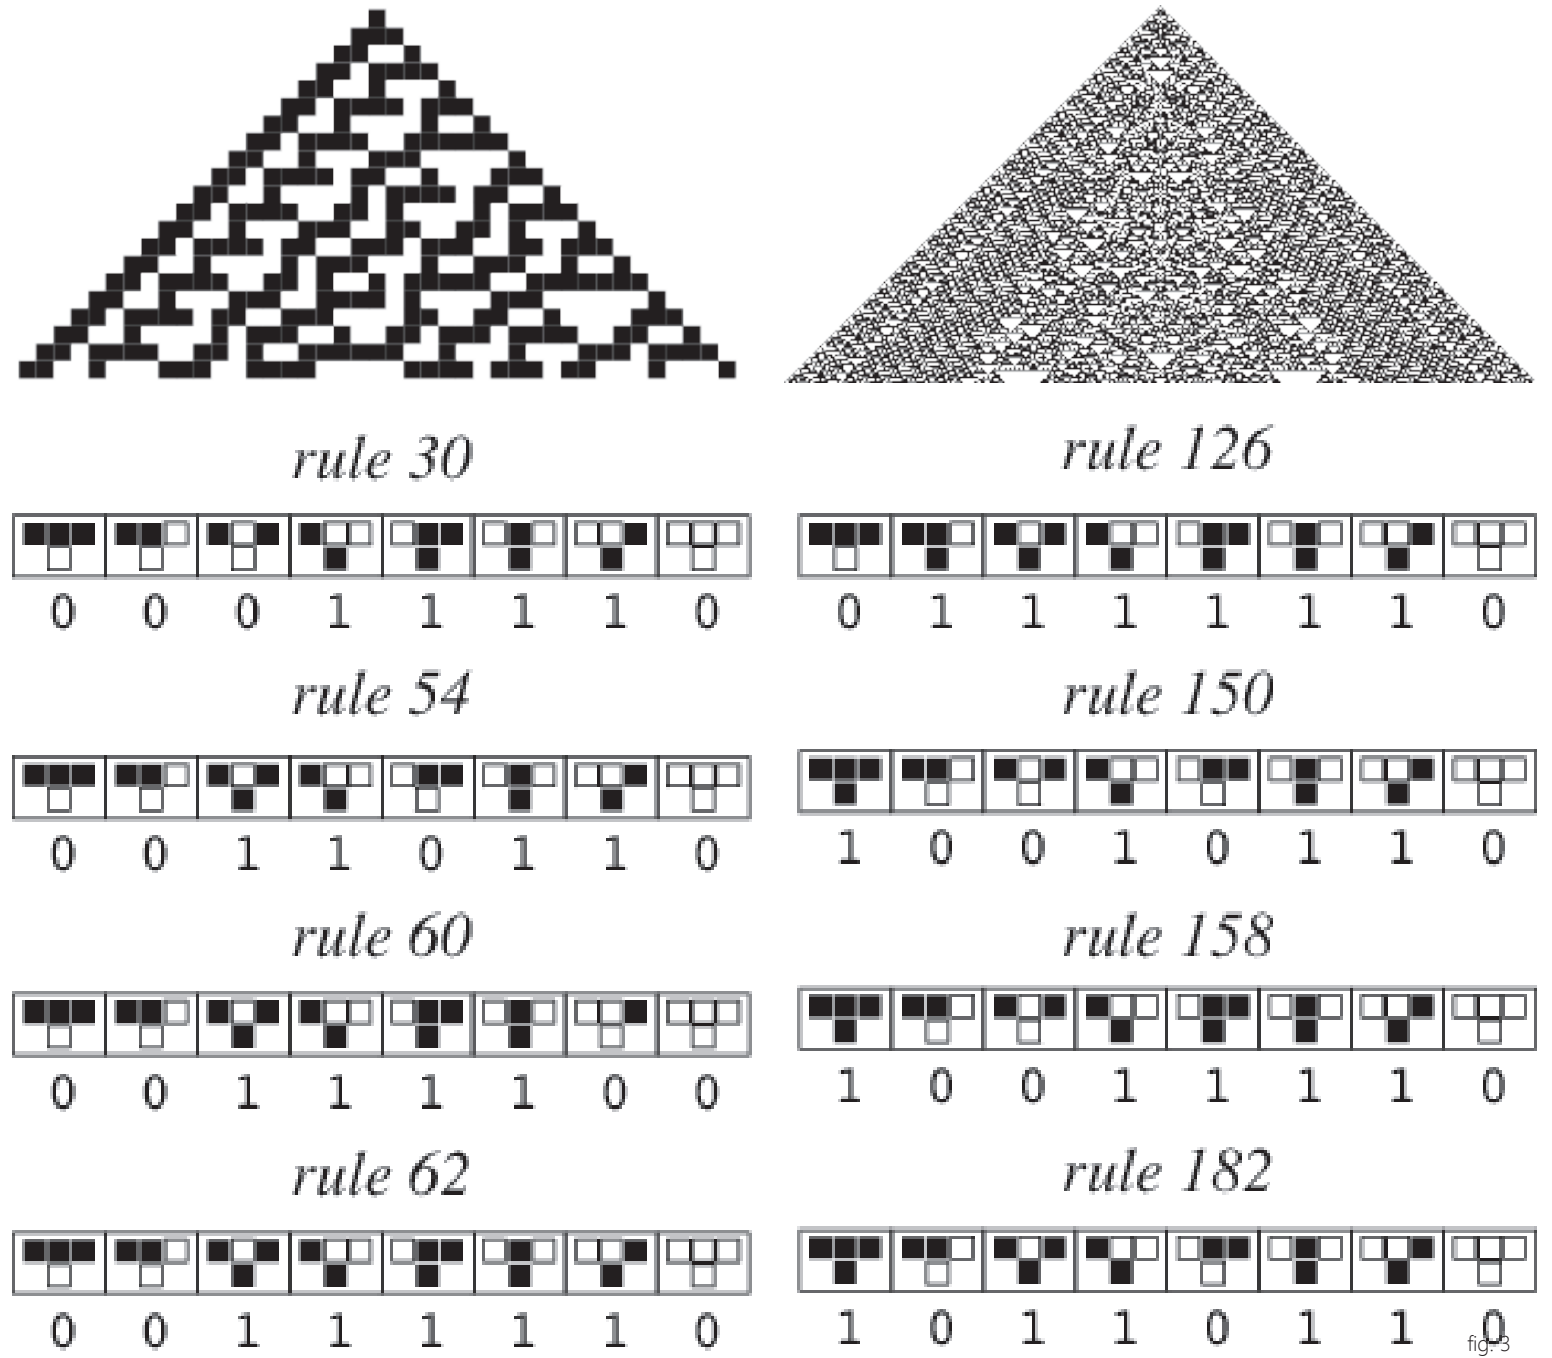 rule 30
0 0 0 1 1 1 1 0
rule 54
0 0 1 1 0 1 1 0
rule 60
0 0 1 1 1 1 0 0
rule 62
0 0 1 1 1 1 1 0
rule 126
0 1 1 1 1 1 1 0
rule 150
1 0 0 1 0 1 1 0
rule 158
1 0 0 1 1 1 1 0
rule 182
1 0 1 1 0 1 1 0
fig. 3